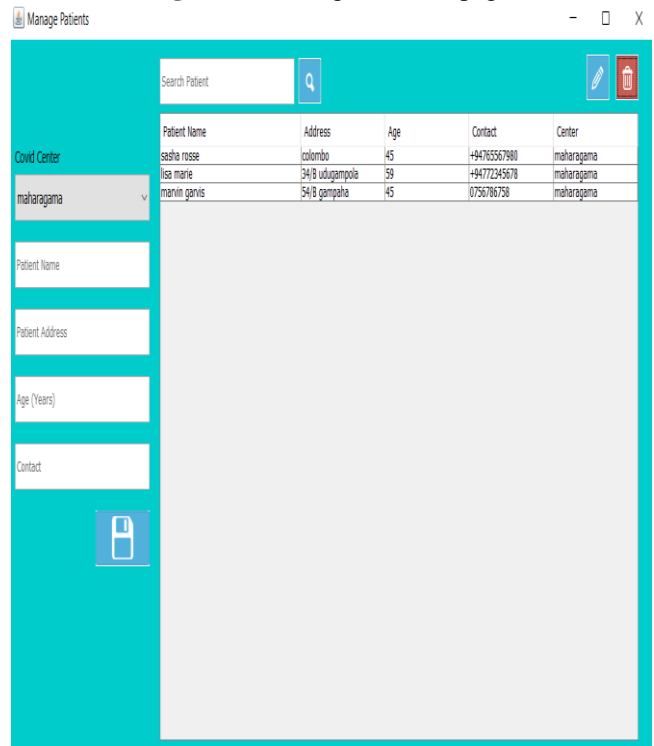 Manage Patients
Search Patient
Patient Name Address Age Contact Center
sasha rosse colombo 45 +94765567980 maharagama
lisa marie 34/B udugampola 59 +94772345678 maharagama
marvin garvis 54/B gampaha 45 0756786758 maharagama
Covid Center
maharagama
Patient Name
Patient Address
Age (Years)
Contact